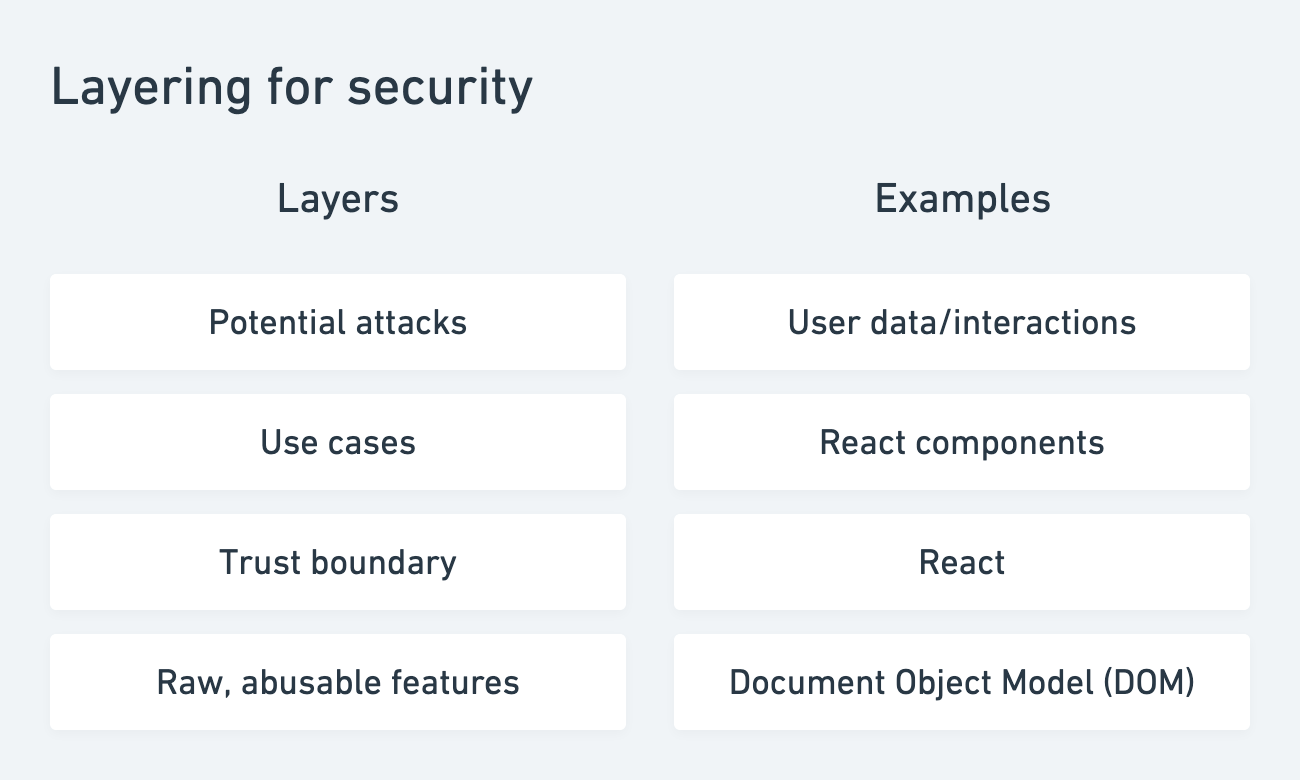 Layering for security
Layers
Examples
Potential attacks
User data/interactions
Use cases
React components
Trust boundary
React
Raw, abusable features
Document Object Model (DOM)